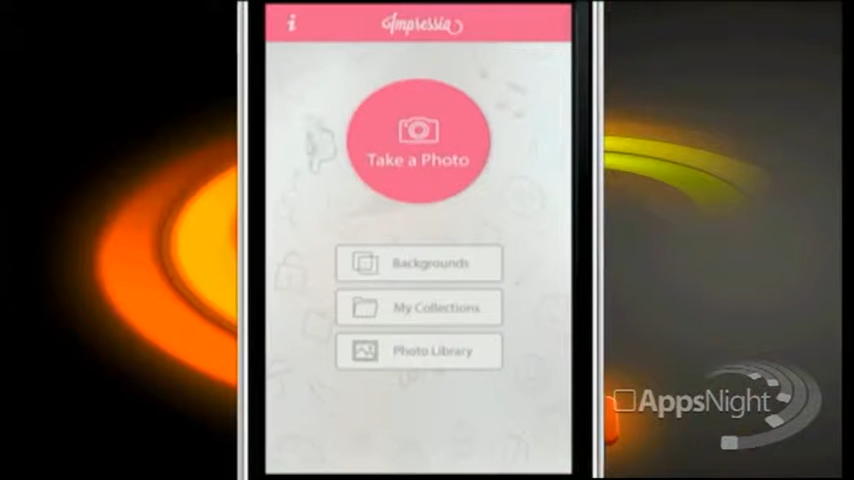 i
Impressia
Take a Photo
Backgrounds
My Collections
Photo Library
AppsNight